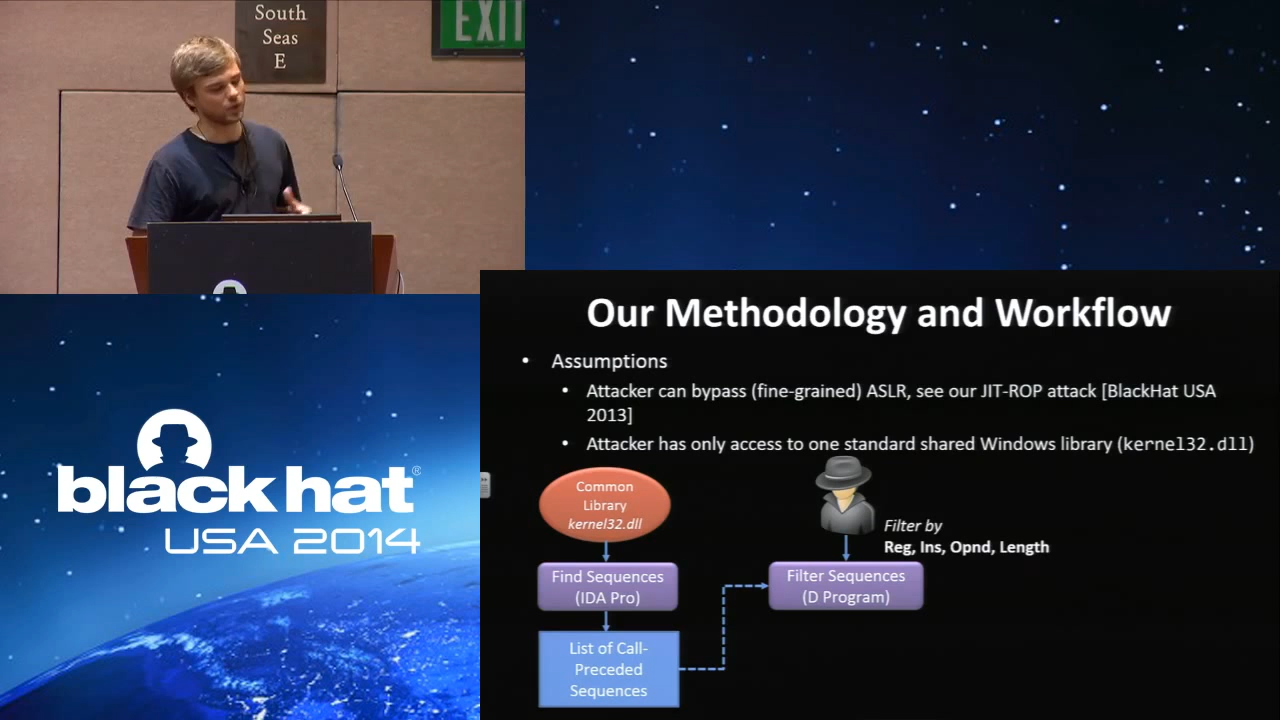 South
Seas
E
EXIT
Our Methodology and Workflow
• Assumptions
• Attacker can bypass (fine-grained) ASLR, see our JIT-ROP attack [BlackHat USA
2013]
• Attacker has only access to one standard shared Windows library (kernel32.dll)
Common
Library
kernel32.dll
Filter by
Reg, Ins, Opnd, Length
Find Sequences
(IDA Pro)
Filter Sequences
(D Program)
List of Call-
Preceded
Sequences
black hat®
USA 2014